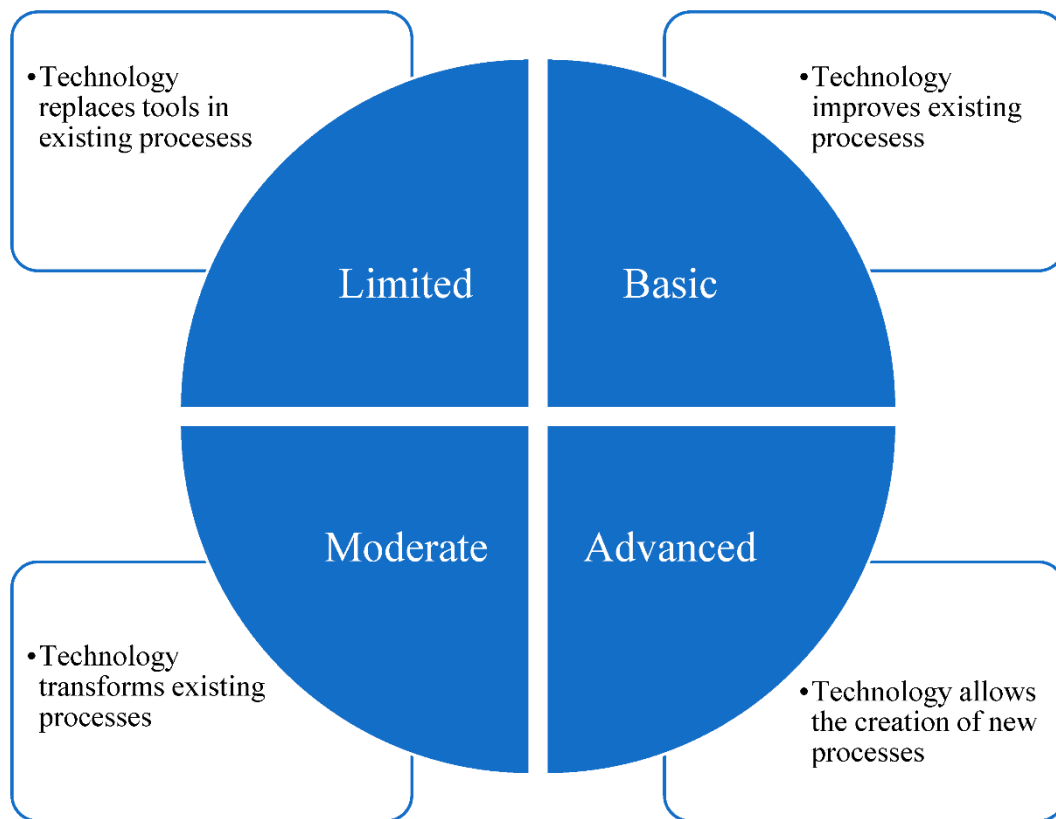 •Technology
replaces tools in
existing procesess
•Technology
improves existing
procesess
Limited
Basic
Moderate
Advanced
•Technology
transforms existing
processes
•Technology allows
the creation of new
processes